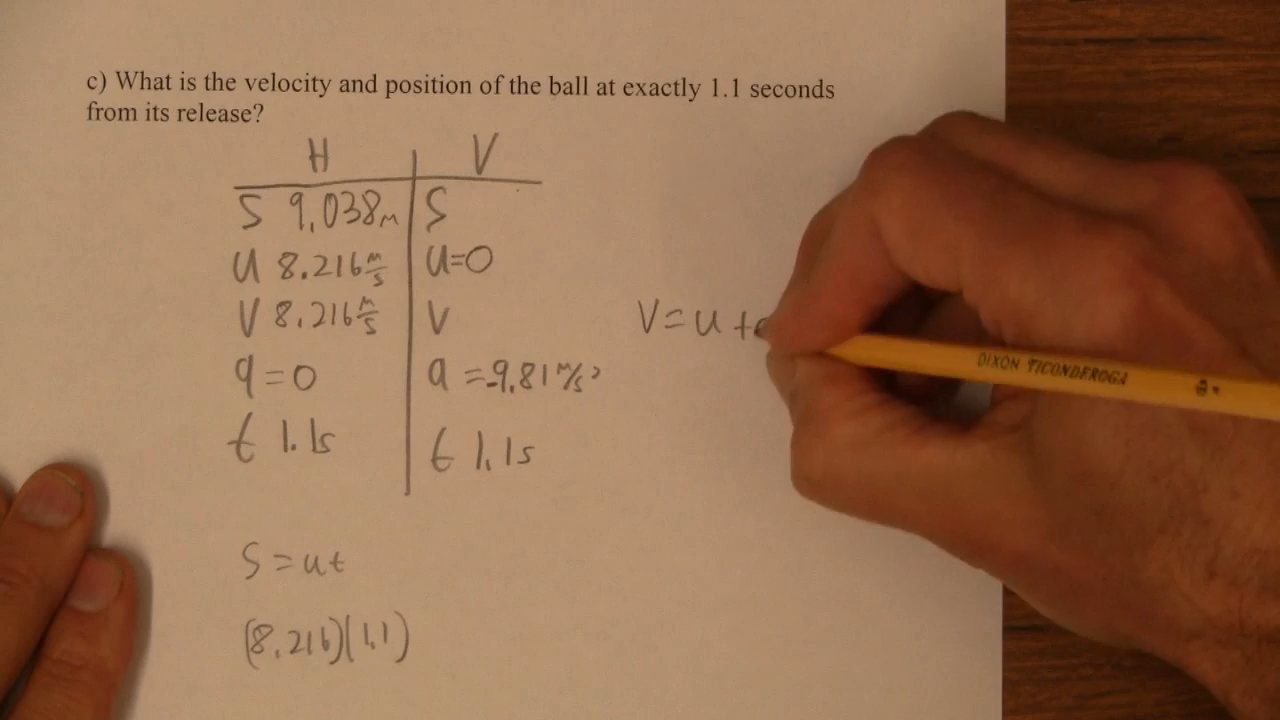 c) What is the velocity and position of the ball at exactly 1.1 seconds
from its release?
H V
S 9.038m S
u 8.216 m/s u=0
V 8.216 m/s V
a=0 a=-9.81 m/s²
t 1.1s t 1.1s
V=u+
S=ut
(8.216)(1.1)
DIXON TICONDEROGA